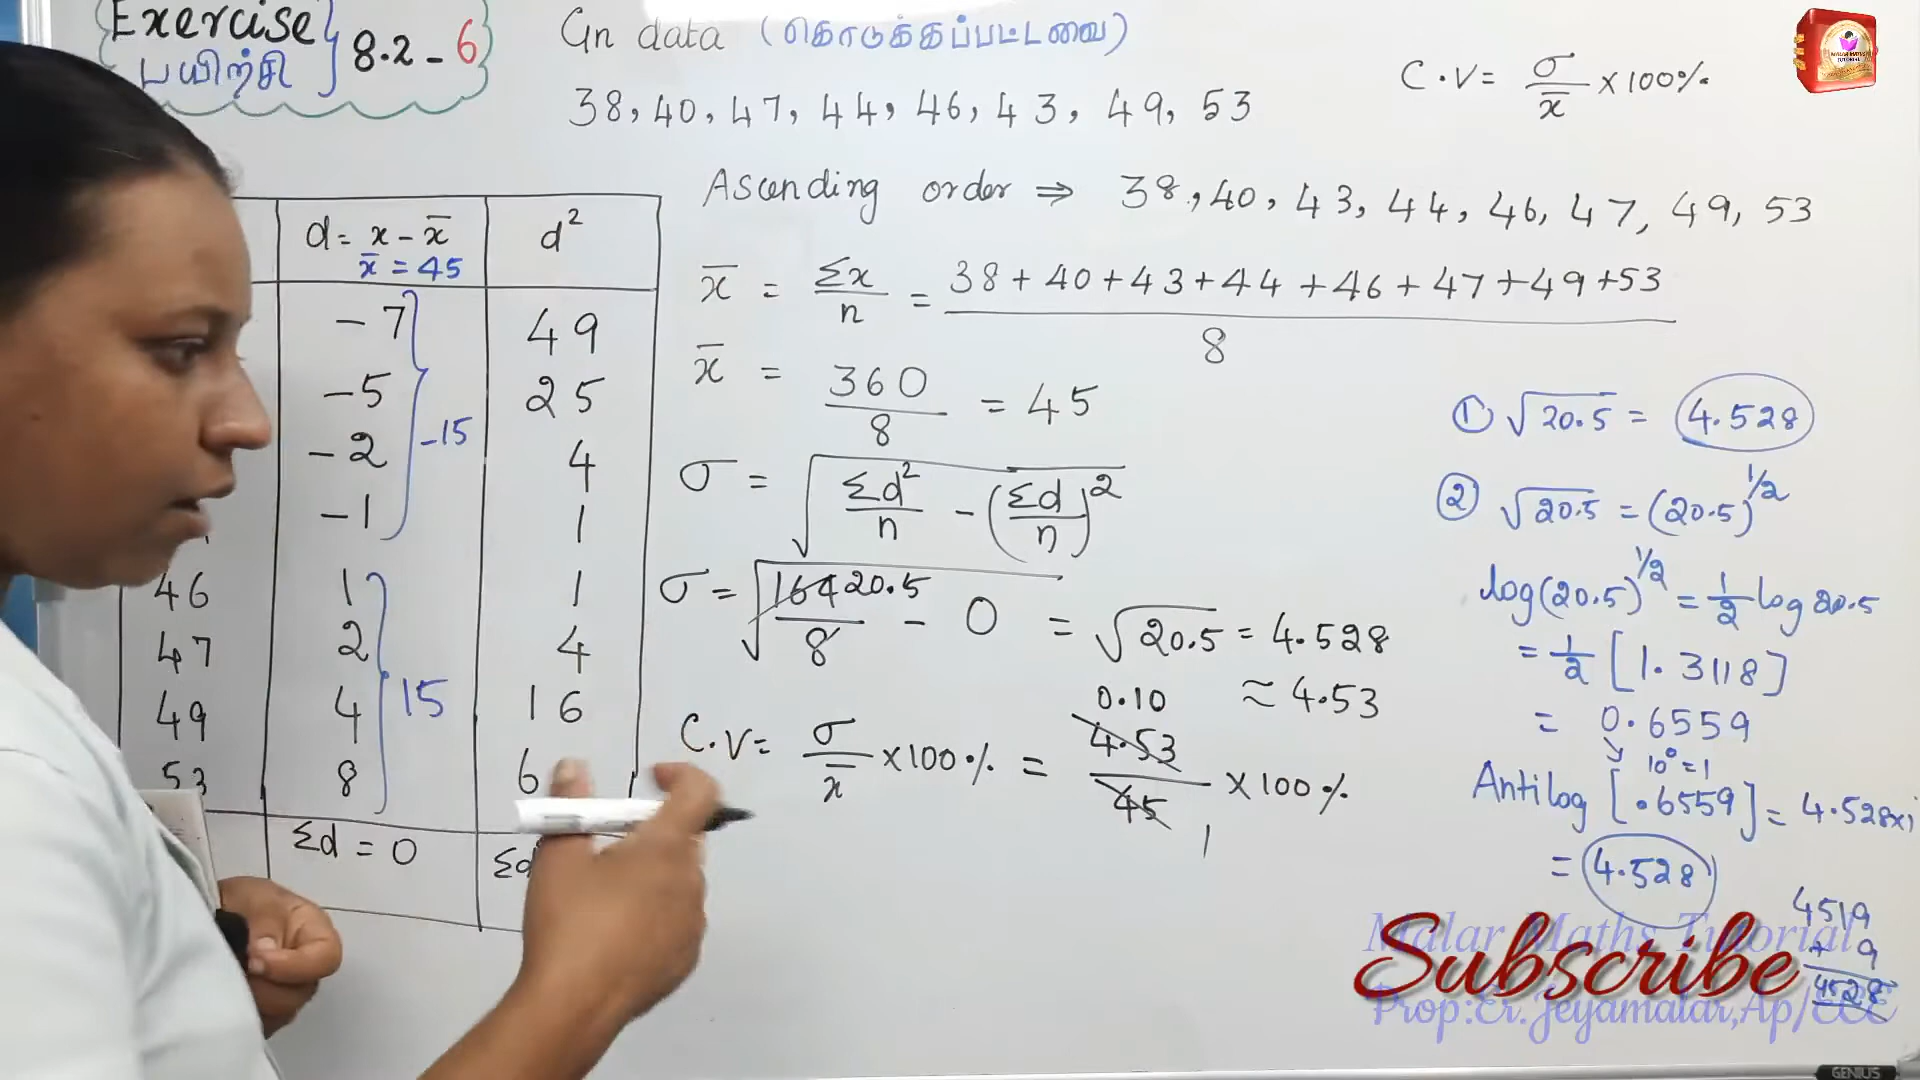 Exercise
பயிற்சி
8.2 - 6
Gn data (கொடுக்கப்பட்டவை)
38, 40, 47, 44, 46, 43, 49, 53
C.V = σ/x̄ × 100%
MALAR MATHS TUTORIAL
Ascending order ⇒ 38, 40, 43, 44, 46, 47, 49, 53
d = x - x̄
x̄ = 45
d²
-7 49
-5 25
-2 4
-1 1
-15
46 1 1
47 2 4
49 4 16
53 8 6
15
Σd = 0
x̄ = Σx/n = 38 + 40 + 43 + 44 + 46 + 47 + 49 + 53 / 8
x̄ = 360/8 = 45
σ = √(Σd²/n - (Σd/n)²)
σ = √(164/8 20.5 - 0) = √20.5 = 4.528
≈ 4.53
C.V = σ/x̄ × 100% = 4.53/45 × 100%
0.10
1
① √20.5 = 4.528
② √20.5 = (20.5)^1/2
log(20.5)^1/2 = 1/2 log 20.5
= 1/2 [1.3118]
= 0.6559
10⁰ = 1
Antilog [.6559] = 4.528×1
= 4.528
4519
+ 9
4528
Malar Maths Tutorial
Subscribe
Prop:Er.Jeyamalar,Ap/ECE
GENIUS